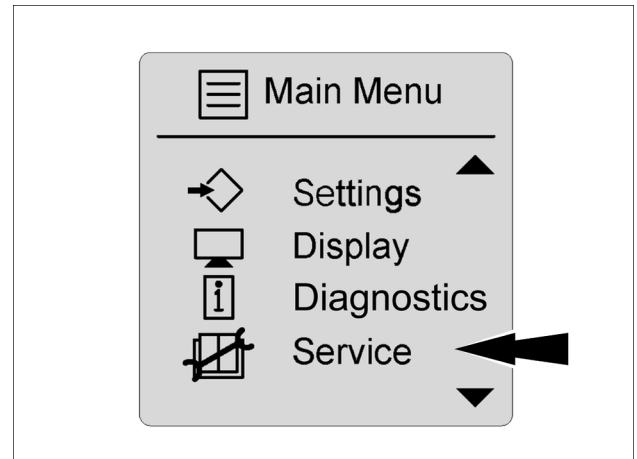 Main Menu
Settings
Display
Diagnostics
Service